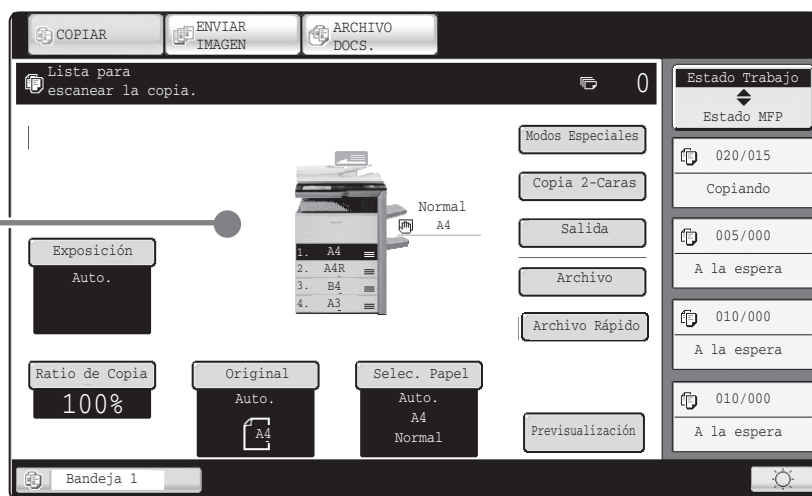 COPIAR
ENVIAR
IMAGEN
ARCHIVO
DOCS.
Lista para
escanear la copia.
0
Estado Trabajo
Estado MFP
020/015
Copiando
005/000
A la espera
010/000
A la espera
010/000
A la espera
Modos Especiales
Copia 2-Caras
Salida
Archivo
Archivo Rápido
Previsualización
Normal
A4
1. A4
2. A4R
3. B4
4. A3
Exposición
Auto.
Ratio de Copia
100%
Original
Auto.
A4
Selec. Papel
Auto.
A4
Normal
Bandeja 1